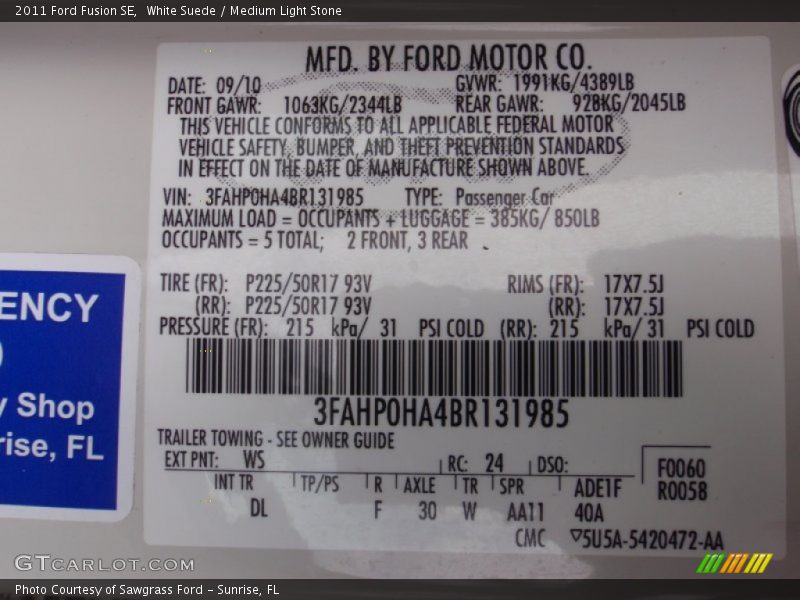 2011 Ford Fusion SE, White Suede / Medium Light Stone
MFD. BY FORD MOTOR CO.
DATE: 09/10 GVWR: 1991KG/4389LB
FRONT GAWR: 1063KG/2344LB REAR GAWR: 928KG/2045LB
THIS VEHICLE CONFORMS TO ALL APPLICABLE FEDERAL MOTOR
VEHICLE SAFETY, BUMPER, AND THEFT PREVENTION STANDARDS
IN EFFECT ON THE DATE OF MANUFACTURE SHOWN ABOVE.
VIN: 3FAHP0HA4BR131985 TYPE: Passenger Car
MAXIMUM LOAD = OCCUPANTS + LUGGAGE = 385KG/ 850LB
OCCUPANTS = 5 TOTAL; 2 FRONT, 3 REAR
TIRE (FR): P225/50R17 93V RIMS (FR): 17X7.5J
(RR): P225/50R17 93V (RR): 17X7.5J
PRESSURE (FR): 215 kPa/ 31 PSI COLD (RR): 215 kPa/ 31 PSI COLD
3FAHP0HA4BR131985
TRAILER TOWING - SEE OWNER GUIDE
EXT PNT: WS RC: 24 DSO: F0060
INT TR TP/PS R AXLE TR SPR ADE1F R0058
DL F 30 W AA11 40A
CMC 5U5A-5420472-AA
ENCY
y Shop
rise, FL
GTCARLOT.COM
Photo Courtesy of Sawgrass Ford - Sunrise, FL